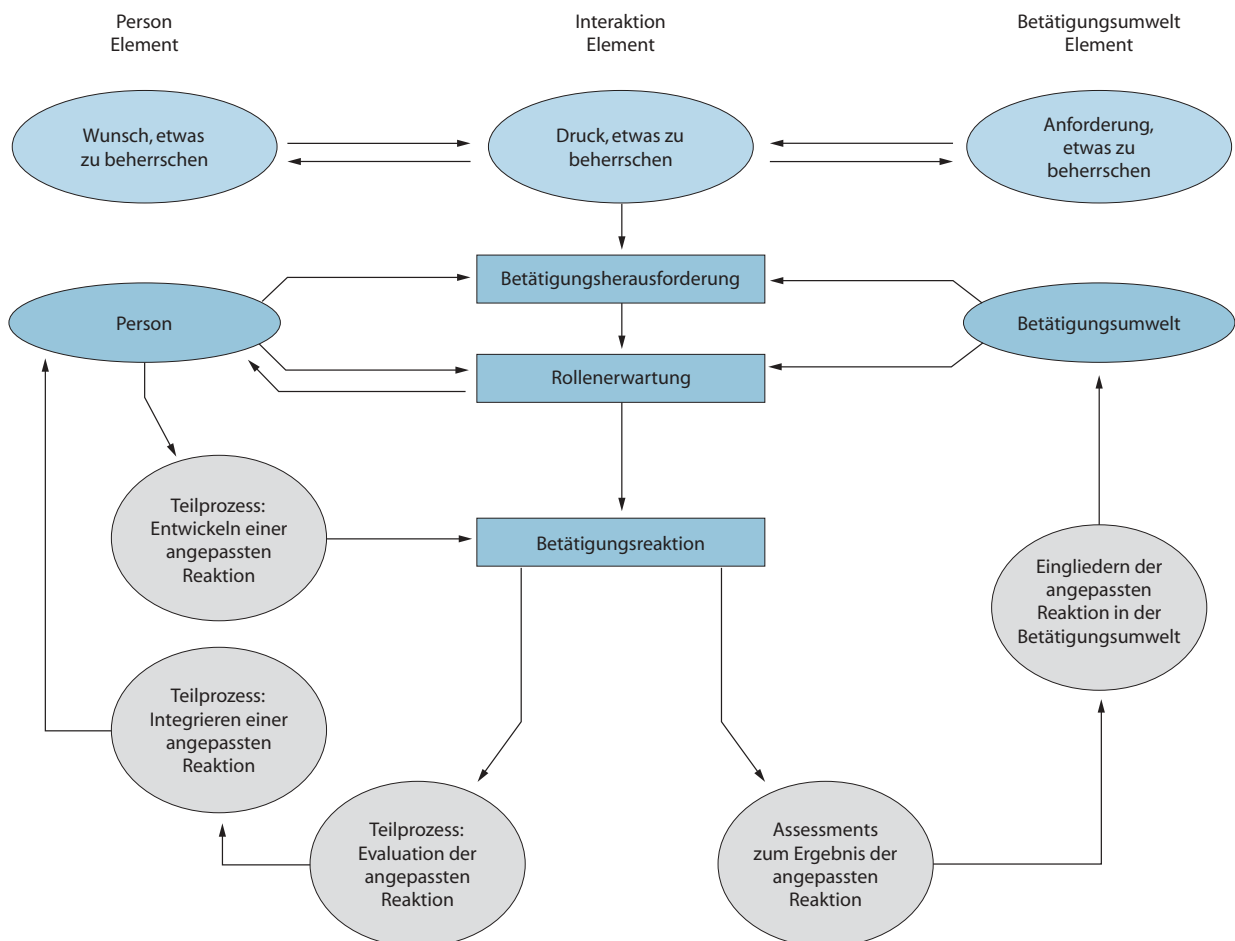 Person
Element
Interaktion
Element
Betätigungsumwelt
Element
Wunsch, etwas
zu beherrschen
Druck, etwas zu
beherrschen
Anforderung,
etwas zu
beherrschen
Betätigungsherausforderung
Person
Betätigungsumwelt
Rollenerwartung
Teilprozess:
Entwickeln einer
angepassten
Reaktion
Betätigungsreaktion
Eingliedern der
angepassten
Reaktion in der
Betätigungsumwelt
Teilprozess:
Integrieren einer
angepassten
Reaktion
Teilprozess:
Evaluation der
angepassten
Reaktion
Assessments
zum Ergebnis der
angepassten
Reaktion